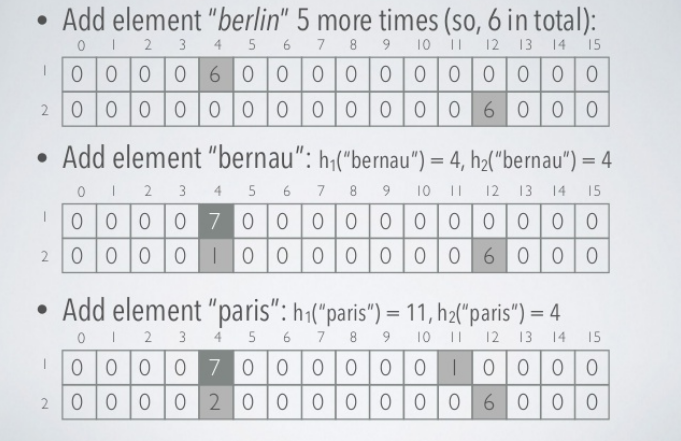 • Add element "berlin" 5 more times (so, 6 in total):
0 1 2 3 4 5 6 7 8 9 10 11 12 13 14 15
1 0 0 0 0 6 0 0 0 0 0 0 0 0 0 0 0
2 0 0 0 0 0 0 0 0 0 0 0 0 6 0 0 0
• Add element "bernau": h₁("bernau") = 4, h₂("bernau") = 4
0 1 2 3 4 5 6 7 8 9 10 11 12 13 14 15
1 0 0 0 0 7 0 0 0 0 0 0 0 0 0 0 0
2 0 0 0 0 1 0 0 0 0 0 0 0 6 0 0 0
• Add element "paris": h₁("paris") = 11, h₂("paris") = 4
0 1 2 3 4 5 6 7 8 9 10 11 12 13 14 15
1 0 0 0 0 7 0 0 0 0 0 0 1 0 0 0 0
2 0 0 0 0 2 0 0 0 0 0 0 0 6 0 0 0